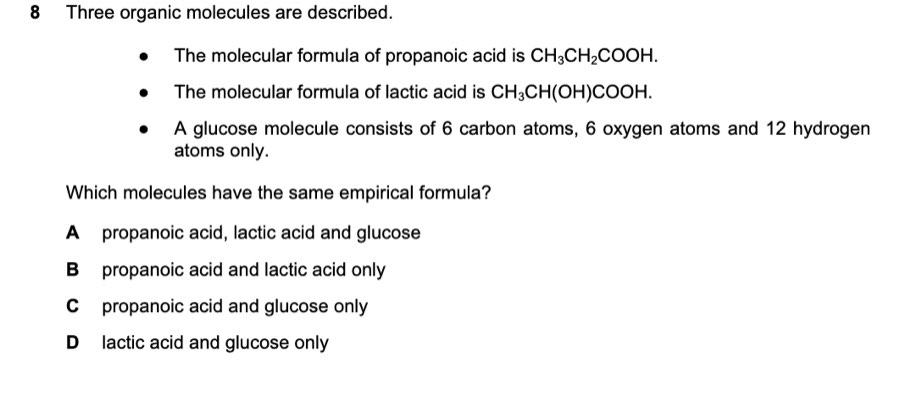 8 Three organic molecules are described.
• The molecular formula of propanoic acid is CH₃CH₂COOH.
• The molecular formula of lactic acid is CH₃CH(OH)COOH.
• A glucose molecule consists of 6 carbon atoms, 6 oxygen atoms and 12 hydrogen
atoms only.
Which molecules have the same empirical formula?
A propanoic acid, lactic acid and glucose
B propanoic acid and lactic acid only
C propanoic acid and glucose only
D lactic acid and glucose only